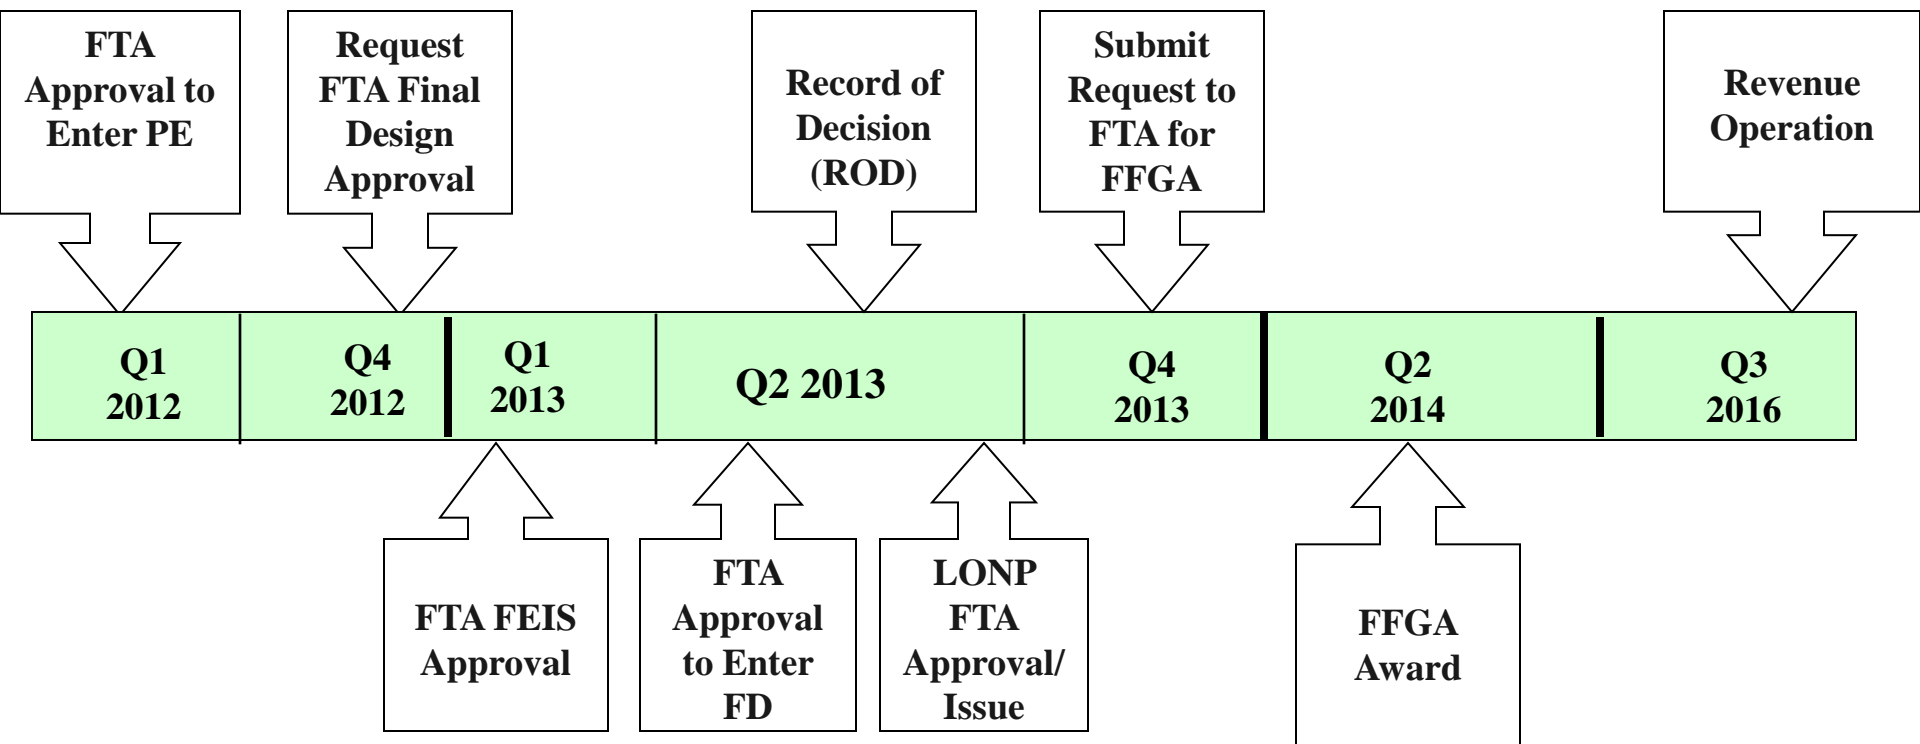 FTA
Approval to
Enter PE
Request
FTA Final
Design
Approval
Record of
Decision
(ROD)
Submit
Request to
FTA for
FFGA
Revenue
Operation
Q1
2012
Q4
2012
Q1
2013
Q2 2013
Q4
2013
Q2
2014
Q3
2016
FTA FEIS
Approval
FTA
Approval
to Enter
FD
LONP
FTA
Approval/
Issue
FFGA
Award